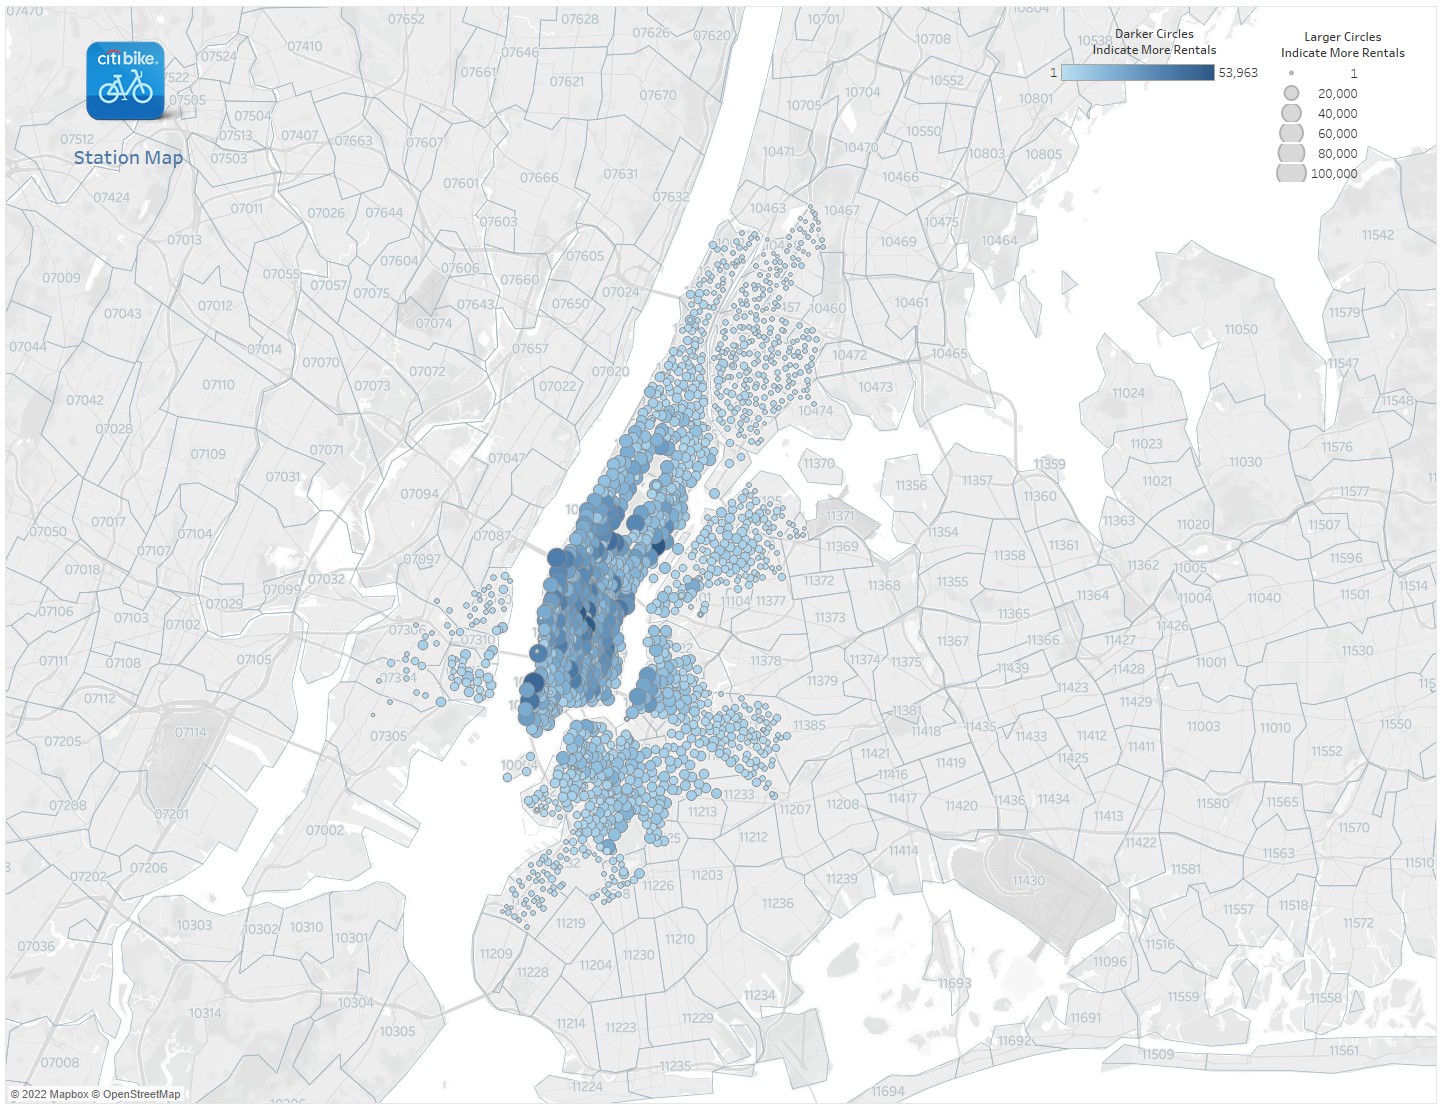 citi bike®
Station Map
Darker Circles
Indicate More Rentals
1 53,963
Larger Circles
Indicate More Rentals
1
20,000
40,000
60,000
80,000
100,000
07470 07652 07628 07626 07620 10701 10804
07524 07410 07646 10708 10538
07661 07621 07670 10552
07505 07504 10705 10704 10801
07512 07513 07407 07663 07607 10550
07503 10471 10470 10803 10805
07601 07666 07631 10466
07424 07011 07026 07644 07603 07632 10463 10467 10475
07013 07604 07605 10469 10464 11542
07009 07055 07057 07075 07606 07660 07024
07043 07012 07074 07643 07650 10460 10461 11579 11050
07044 07014 07070 07657 10472 10465 11547
07110 07073 07072 07022 07020 10473 11024 11548
07042 07028 07071 10474 11023 11576
07109 07031 07047 11370 11359 11030
07094 11356 11357 11360 11021 11577
07050 07017 07104 07087 11371 11354 11363 11020 11507
07107 07097 11369 11358 11361 11596
07018 07032 07099 11372 11368 11355 11362 11005 11514
07106 07029 11104 11377 11364 11004 11040 11501
07103 07102 11373 11365 11426
07310 11367 11366 11427
07111 07108 07105 11378 11374 11375 11439 11428 11001 11530
07112 11379 11423 11429
07114 07305 11385 11381 11418 11435 11433 11412 11003 11010 11550
07205 11421 11419 11425 11411 11552
11416
07208 07201 11233 11207 11208 11417 11420 11436 11434 11580 11565
07002 11213 11212 11413 11570
11414 11422 11563
07202 07206 11226 11203 11239 11430 11581 11510
10303 10302 10310 10301 11219 11236 11557 11518 11572
07036 11209 11230 11210 11516
11228 11204 11096
10304 11234 11693 11559 11558
10314 10305 11214 11223 11229 11691
07008 11235 11692 11509 11561
11224 11694
© 2022 Mapbox © OpenStreetMap